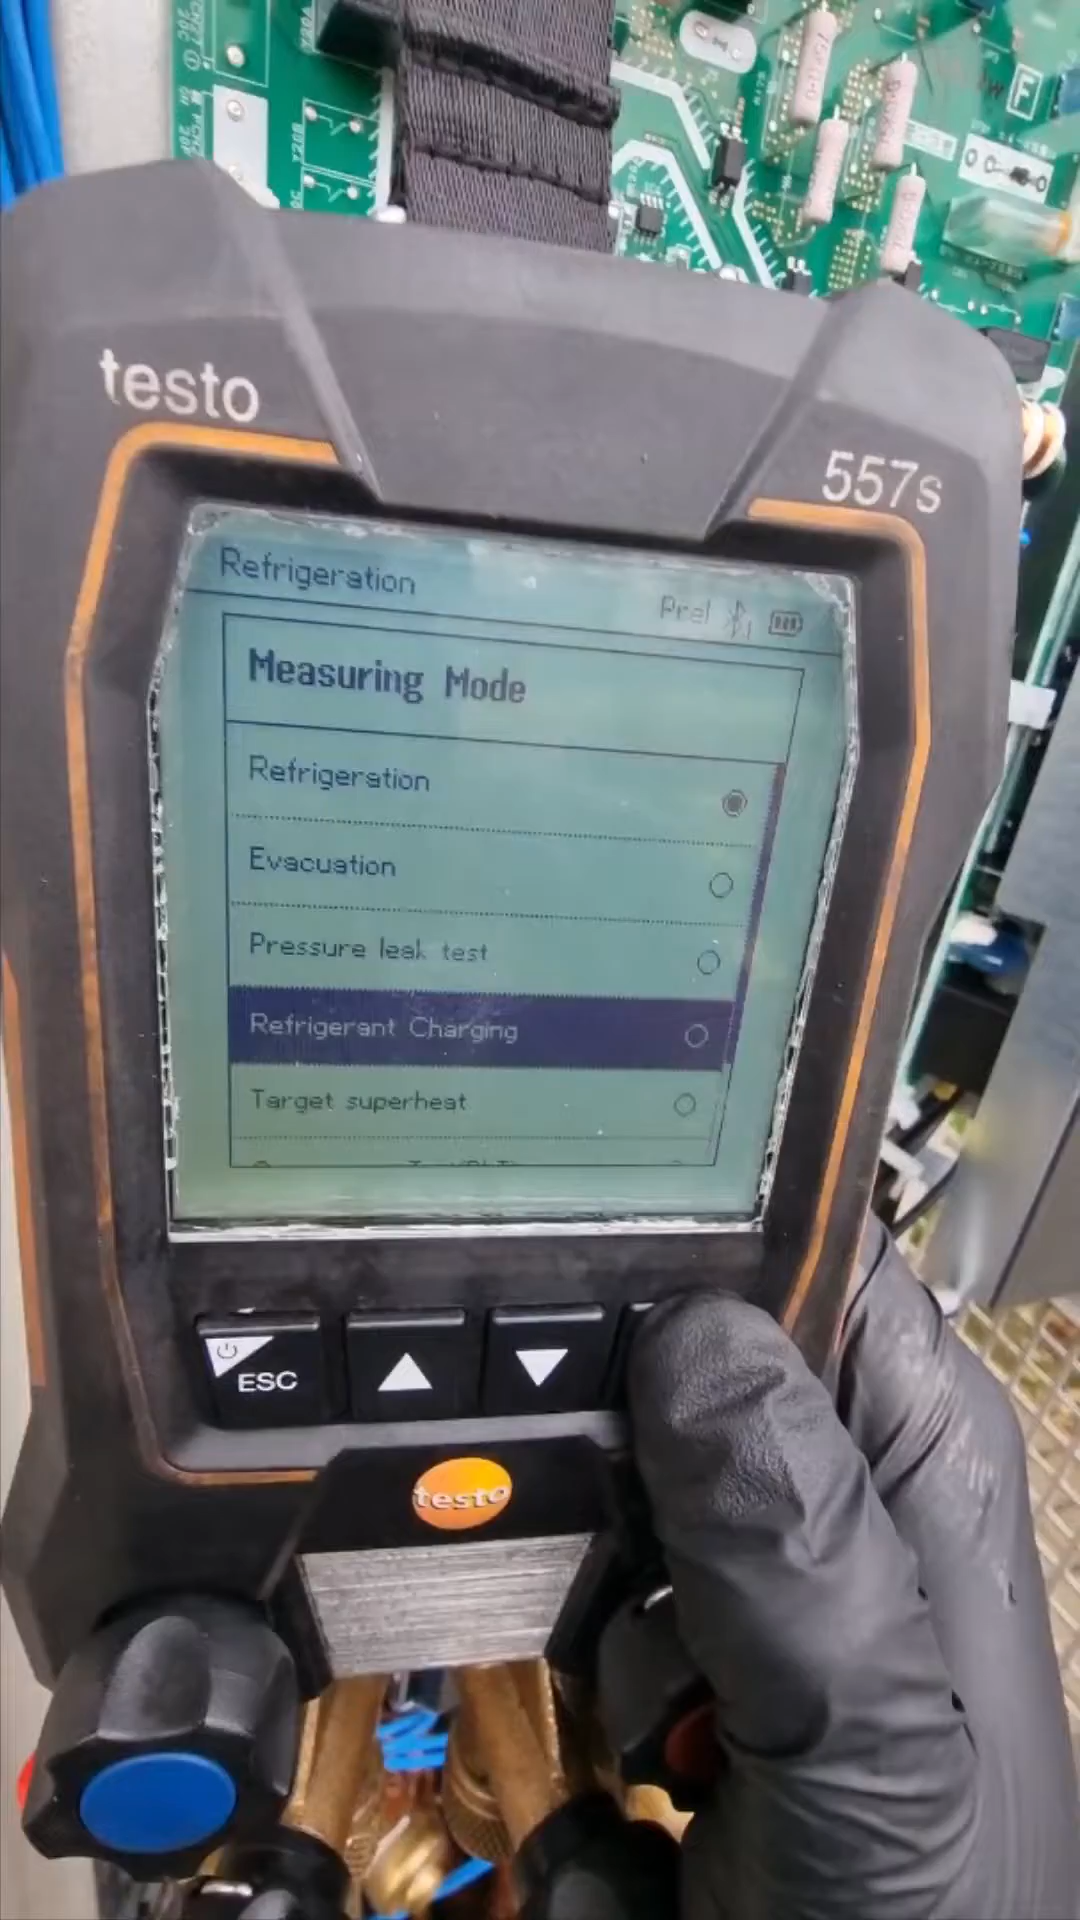 testo
557s
Refrigeration
Prel
Measuring Mode
Refrigeration
Evacuation
Pressure leak test
Refrigerant Charging
Target superheat
ESC
testo